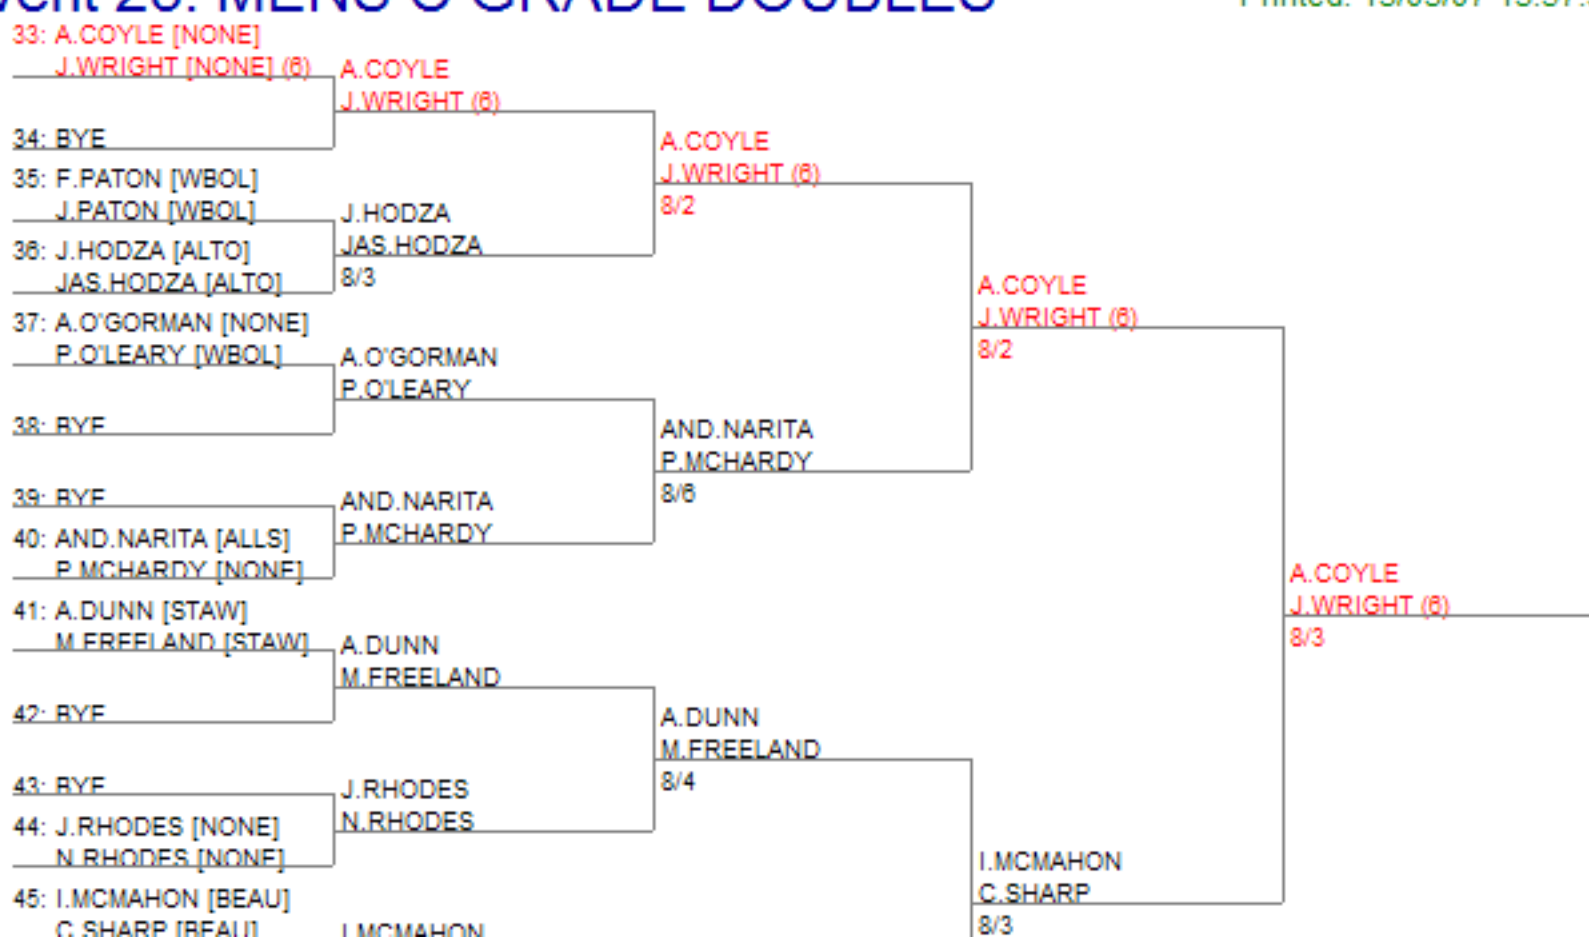 33: A.COYLE [NONE]
J.WRIGHT [NONE] (6)
34: BYE
35: F.PATON [WBOL]
J.PATON [WBOL]
36: J.HODZA [ALTO]
JAS.HODZA [ALTO]
37: A.O'GORMAN [NONE]
P.O'LEARY [WBOL]
38: BYE
39: BYE
40: AND.NARITA [ALLS]
P.MCHARDY [NONE]
41: A.DUNN [STAW]
M.FREELAND [STAW]
42: BYE
43: BYE
44: J.RHODES [NONE]
N.RHODES [NONE]
45: I.MCMAHON [BEAU]
C.SHARP [BEAU]
A.COYLE
J.WRIGHT (6)
J.HODZA
JAS.HODZA
8/3
A.O'GORMAN
P.O'LEARY
AND.NARITA
P.MCHARDY
A.DUNN
M.FREELAND
J.RHODES
N.RHODES
I.MCMAHON
A.COYLE
J.WRIGHT (6)
8/2
AND.NARITA
P.MCHARDY
8/6
A.DUNN
M.FREELAND
8/4
A.COYLE
J.WRIGHT (6)
8/2
I.MCMAHON
C.SHARP
8/3
A.COYLE
J.WRIGHT (6)
8/3